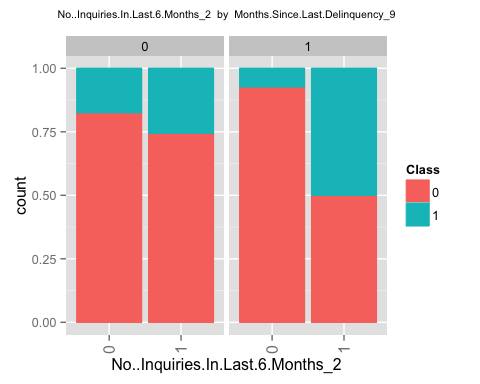 No..Inquiries.In.Last.6.Months_2 by Months.Since.Last.Delinquency_9
0 1
1.00
0.75
0.50
0.25
0.00
count
0 1 0 1
No..Inquiries.In.Last.6.Months_2
Class
0
1